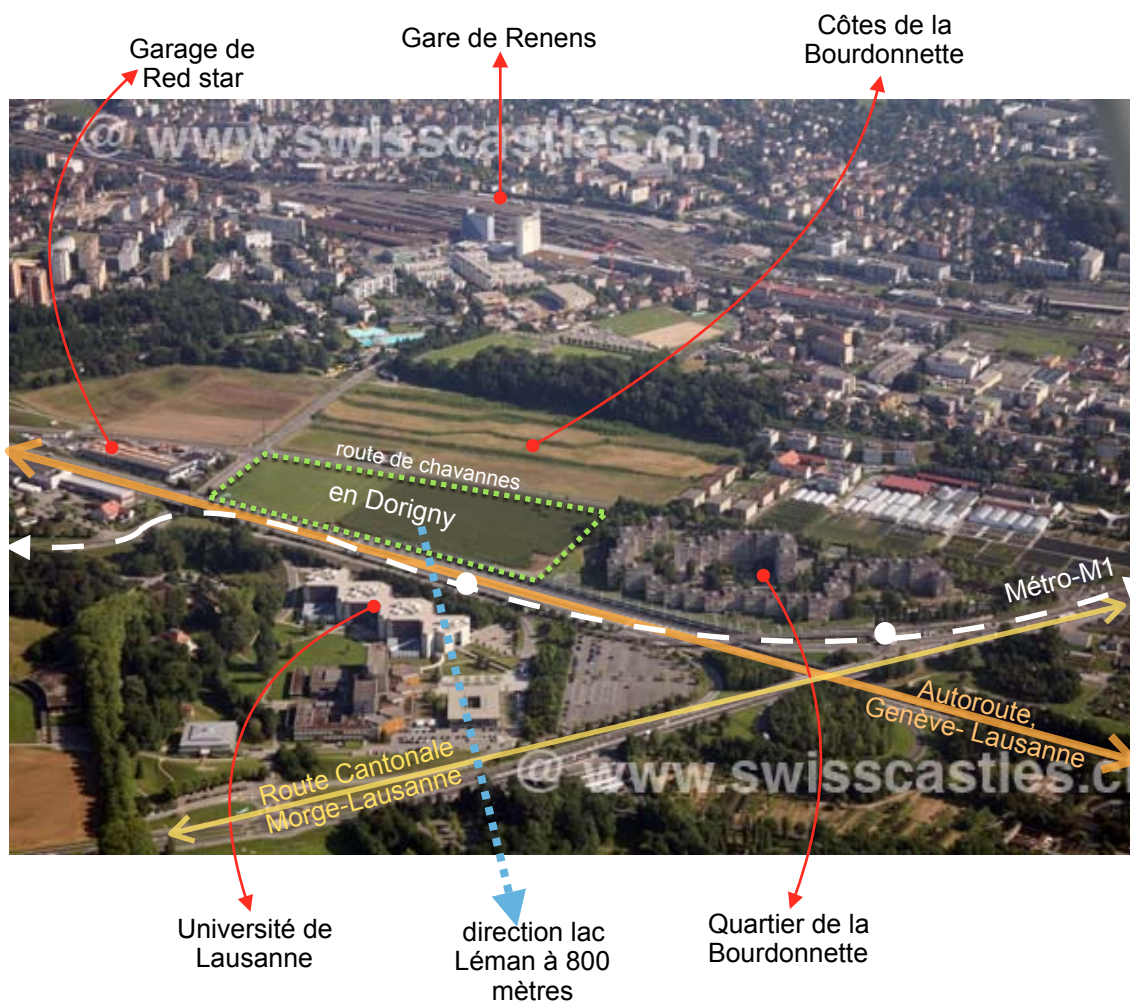 Garage de
Red star
Gare de Renens
Côtes de la
Bourdonnette
@ www.swisscastles.ch
route de chavannes
en Dorigny
Métro-M1
Autoroute,
Genève- Lausanne
Route Cantonale
Morge-Lausanne
@ www.swisscastles.c
Université de
Lausanne
direction lac
Léman à 800
mètres
Quartier de la
Bourdonnette